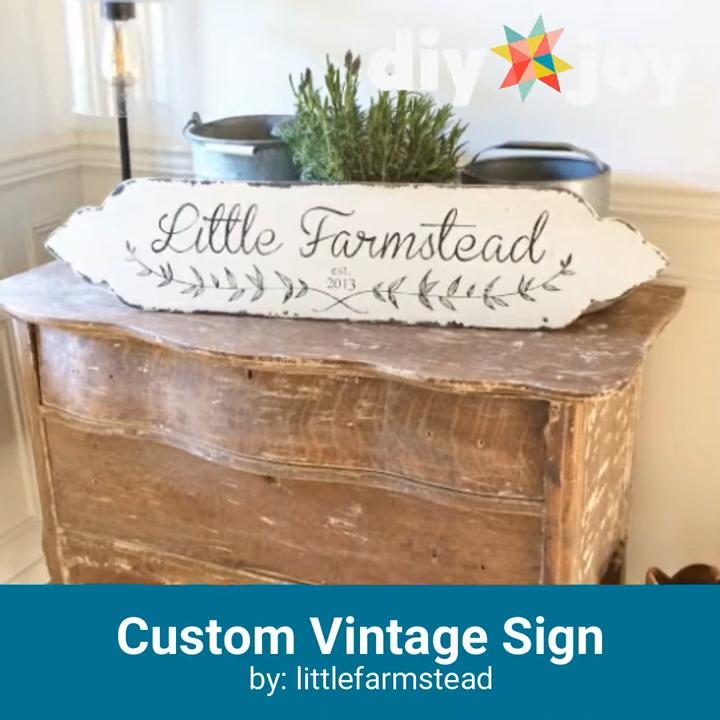 diy joy
Little Farmstead
est.
2013
Custom Vintage Sign
by: littlefarmstead